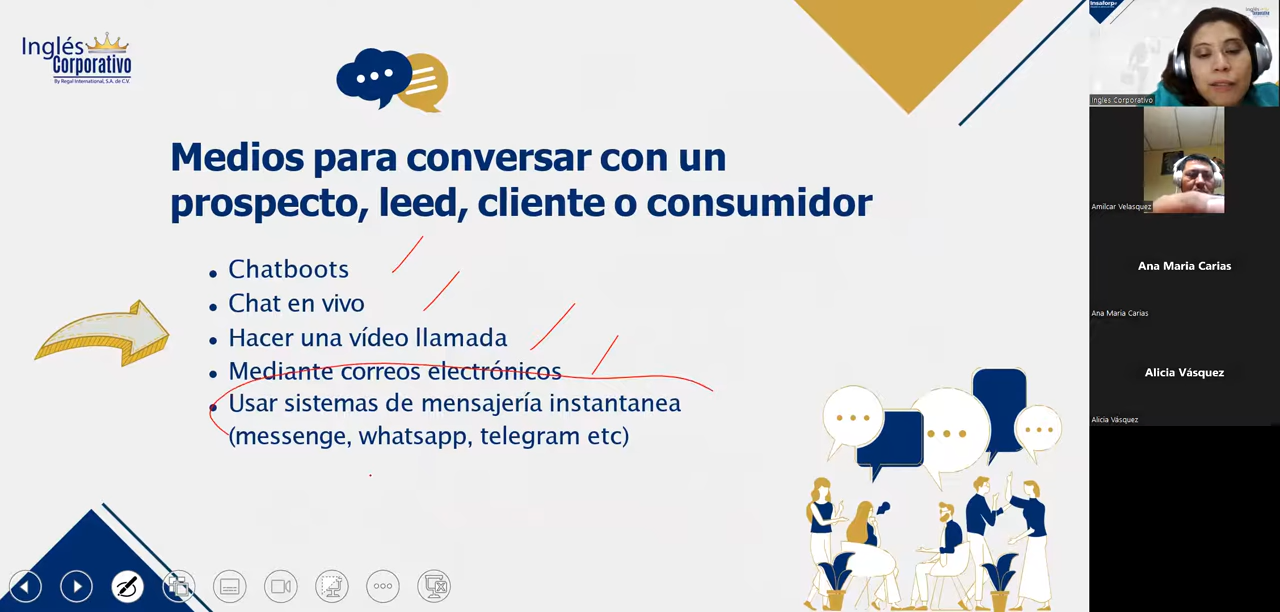 Inglés
Corporativo
By Regal International, S.A. de C.V.
Medios para conversar con un
prospecto, leed, cliente o consumidor
Chatboots
Chat en vivo
Hacer una vídeo llamada
Mediante correos electrónicos
Usar sistemas de mensajería instantanea
(messenge, whatsapp, telegram etc)
Insaforp
Ingles Corporativo
Amilcar Velasquez
Ana Maria Carias
Ana Maria Carias
Alicia Vásquez
Alicia Vásquez